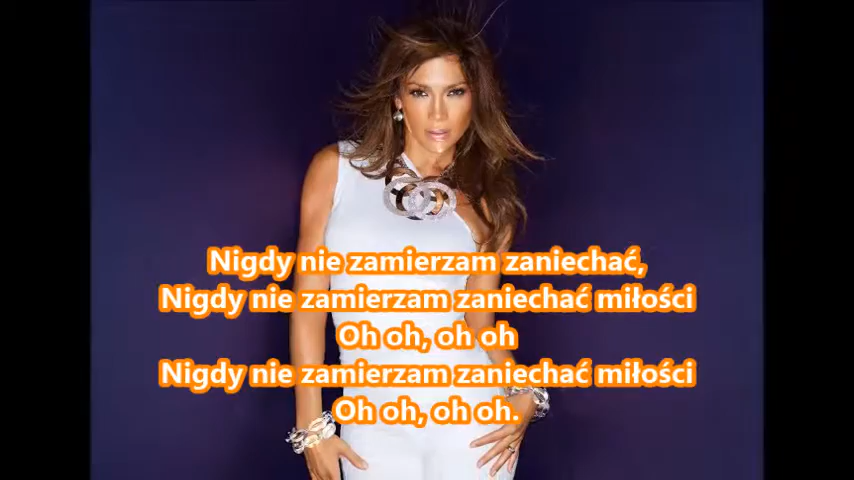 Nigdy nie zamierzam zaniechać,
Nigdy nie zamierzam zaniechać miłości
Oh oh, oh oh
Nigdy nie zamierzam zaniechać miłości
Oh oh, oh oh.